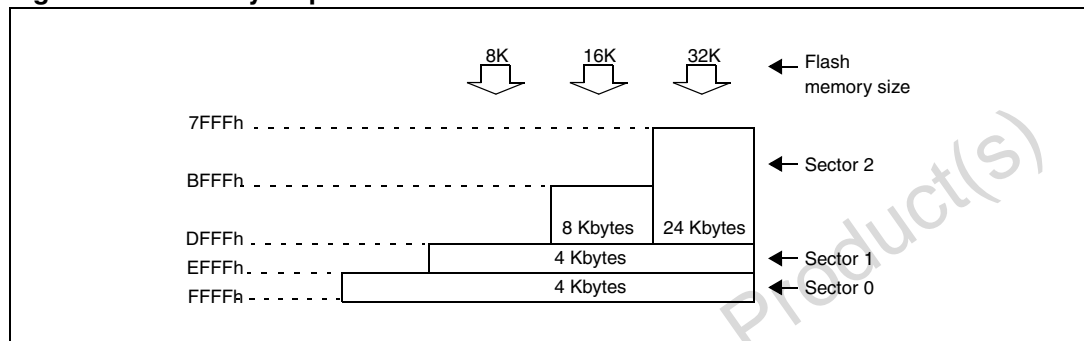 8K 16K 32K
Flash
memory size
7FFFh
Sector 2
BFFFh
8 Kbytes 24 Kbytes
DFFFh
4 Kbytes
Sector 1
EFFFh
4 Kbytes
Sector 0
FFFFh
Product(s)